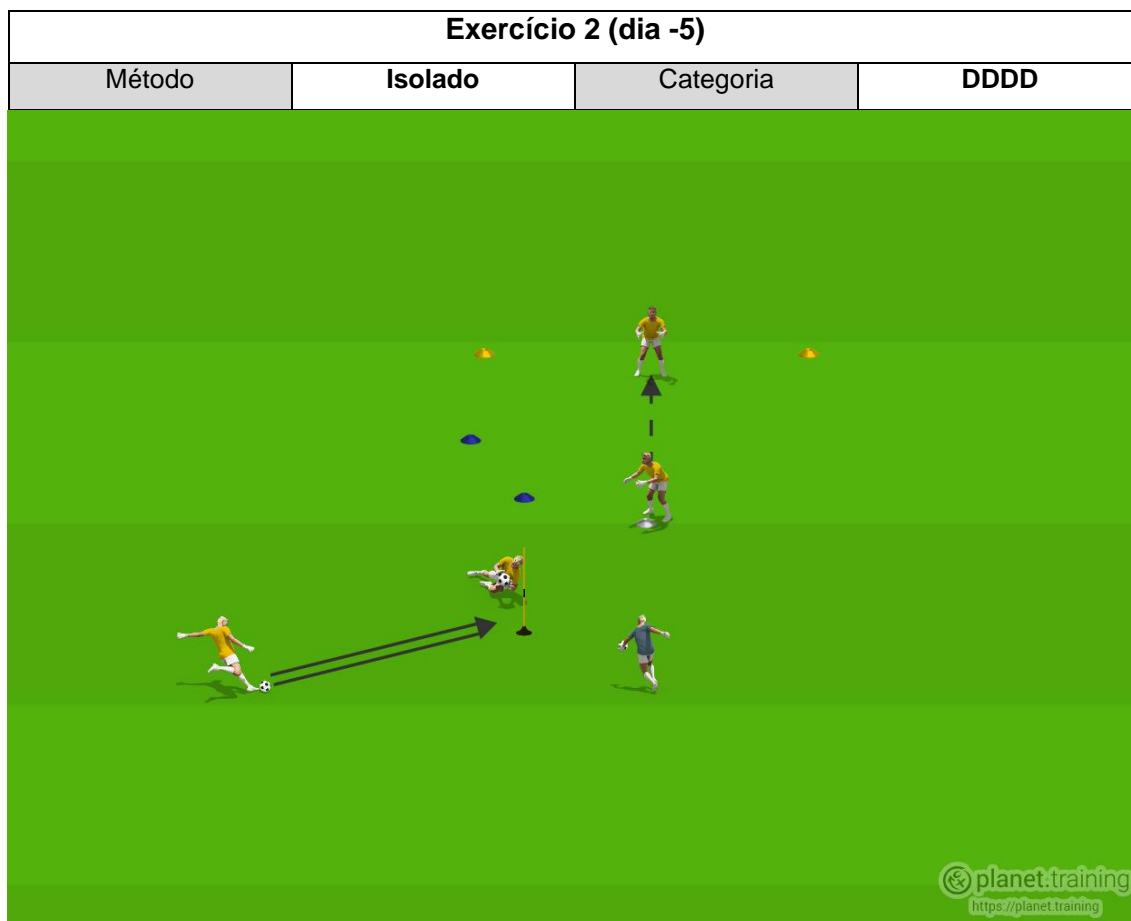 Exercício 2 (dia -5)
Método Isolado Categoria DDDD
planet.training
https://planet.training